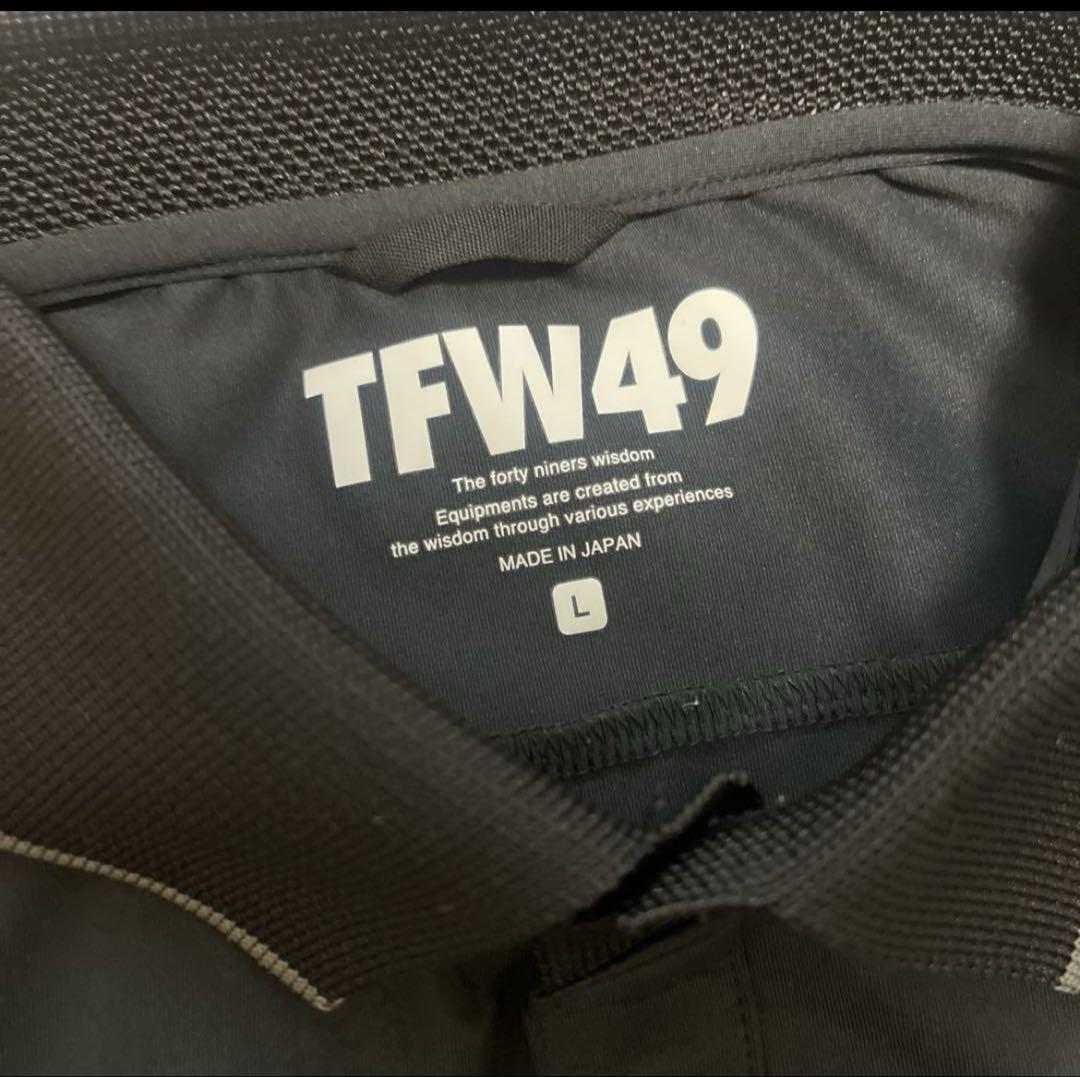 TFW49
The forty niners wisdom
Equipments are created from
the wisdom through various experiences
MADE IN JAPAN
L